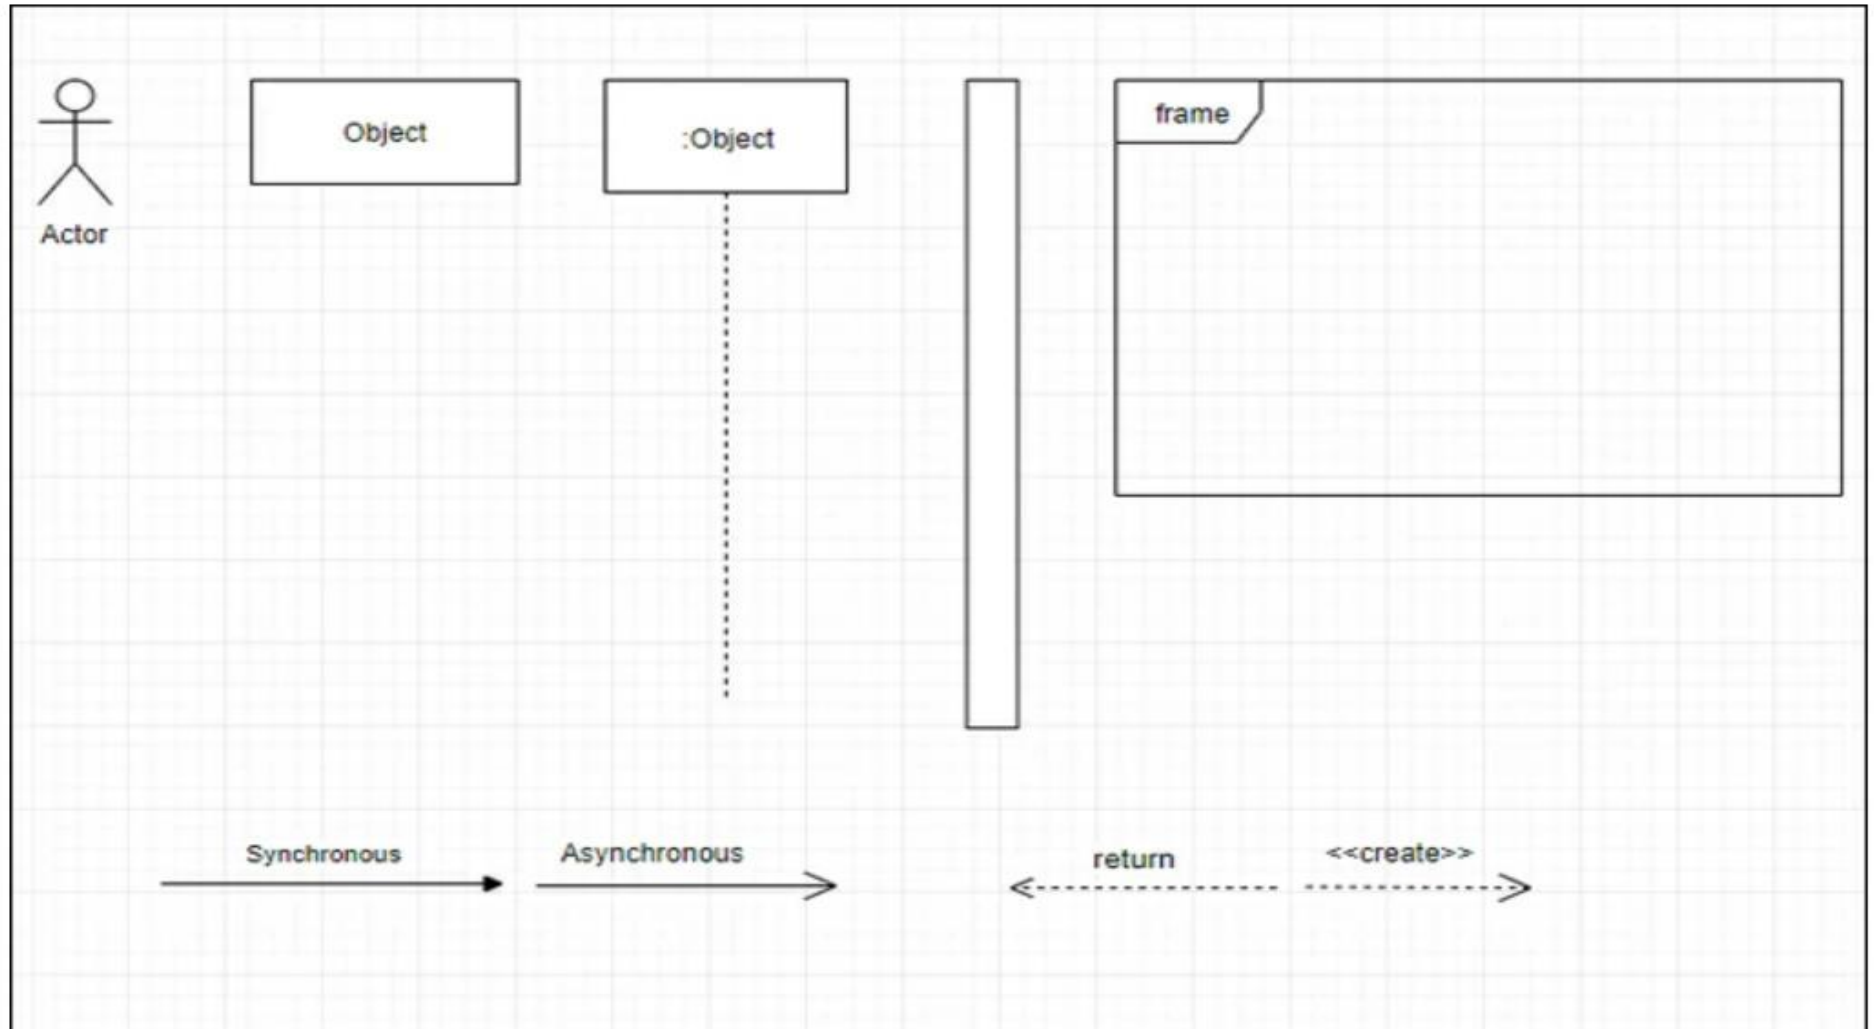 Object
:Object
frame
Actor
Synchronous
Asynchronous
return
<<create>>